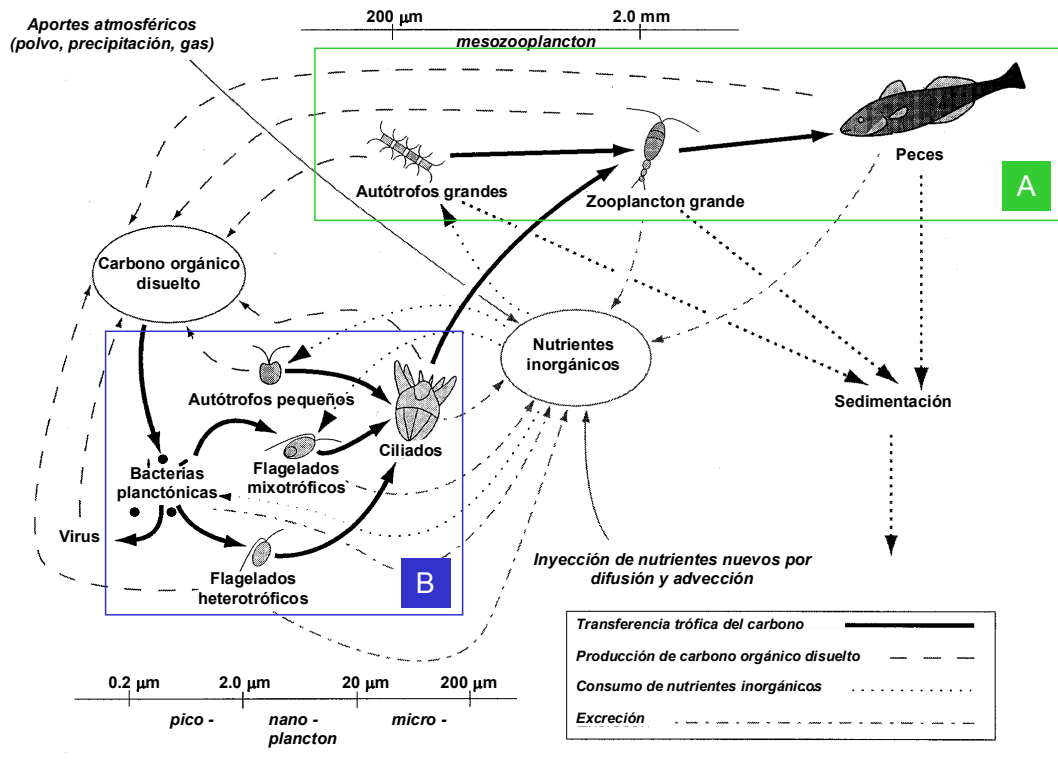 Aportes atmosféricos
(polvo, precipitación, gas)
200 µm
2.0 mm
mesozooplancton
Peces
A
Autótrofos grandes
Zooplancton grande
Carbono orgánico
disuelto
Nutrientes
inorgánicos
Autótrofos pequeños
Sedimentación
Ciliados
Bacterias
planctónicas
Flagelados
mixotróficos
Virus
Flagelados
heterotróficos
B
Inyección de nutrientes nuevos por
difusión y advección
Transferencia trófica del carbono
Producción de carbono orgánico disuelto
Consumo de nutrientes inorgánicos
Excreción
0.2 µm
2.0 µm
20 µm
200 µm
pico -
nano -
micro -
plancton